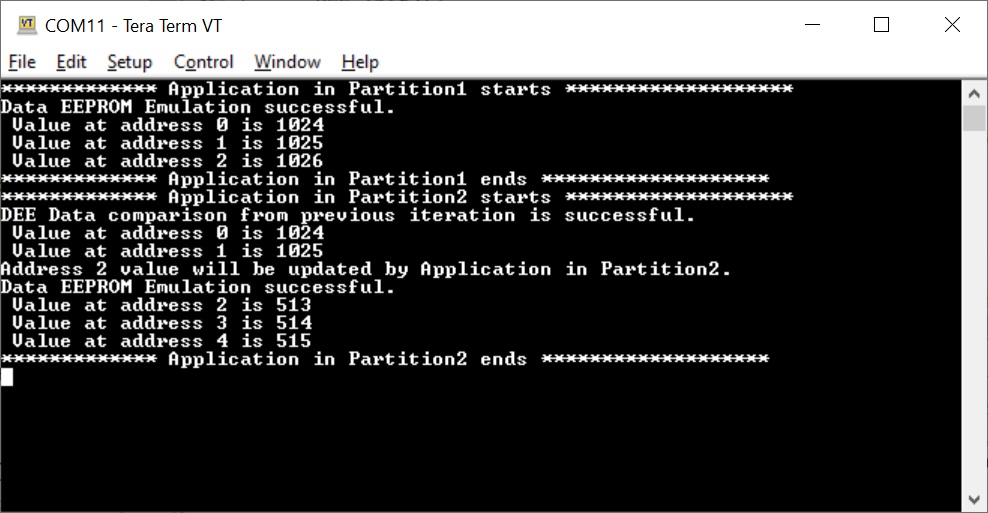 COM11 - Tera Term VT
File Edit Setup Control Window Help
************* Application in Partition1 starts *******************
Data EEPROM Emulation successful.
Value at address 0 is 1024
Value at address 1 is 1025
Value at address 2 is 1026
************* Application in Partition1 ends *******************
************* Application in Partition2 starts *******************
DEE Data comparison from previous iteration is successful.
Value at address 0 is 1024
Value at address 1 is 1025
Address 2 value will be updated by Application in Partition2.
Data EEPROM Emulation successful.
Value at address 2 is 513
Value at address 3 is 514
Value at address 4 is 515
************* Application in Partition2 ends *******************